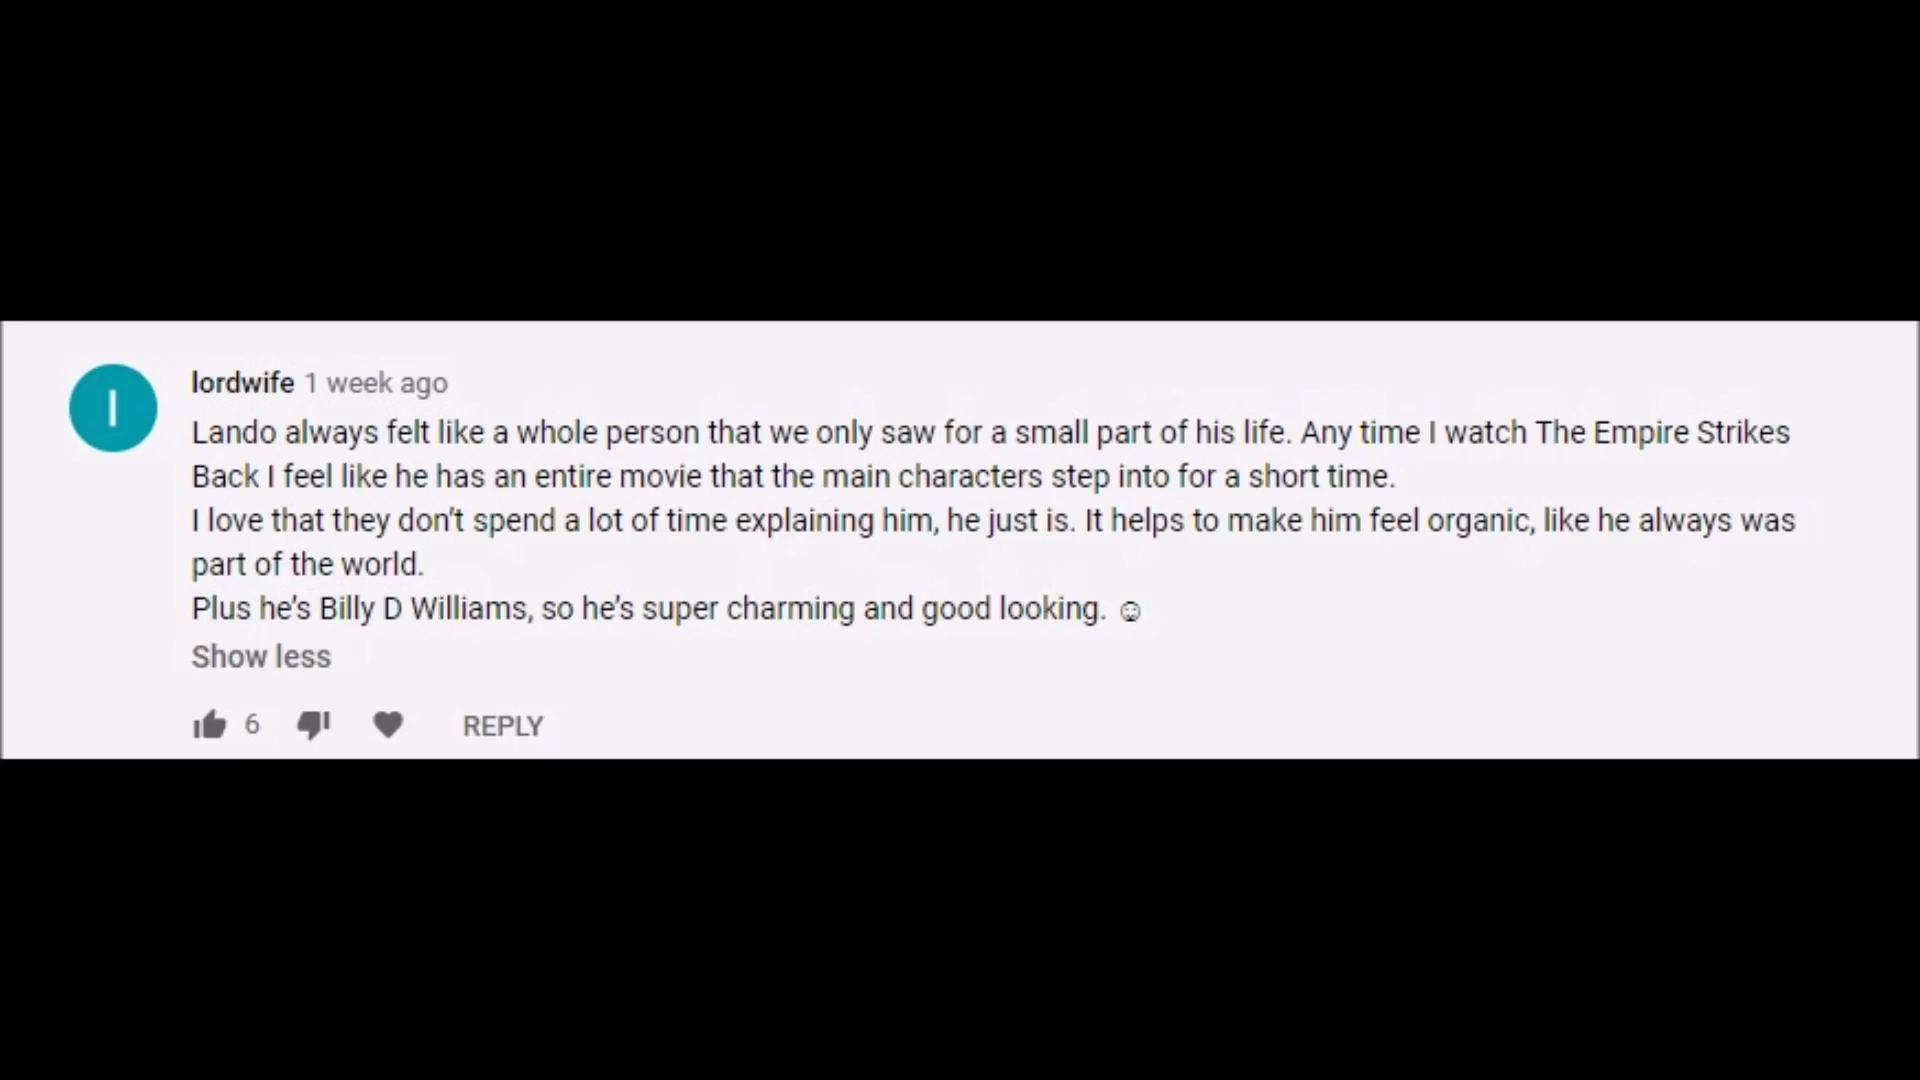 l
lordwife 1 week ago
Lando always felt like a whole person that we only saw for a small part of his life. Any time I watch The Empire Strikes
Back I feel like he has an entire movie that the main characters step into for a short time.
I love that they don’t spend a lot of time explaining him, he just is. It helps to make him feel organic, like he always was
part of the world.
Plus he’s Billy D Williams, so he’s super charming and good looking. ☺
Show less
6 REPLY